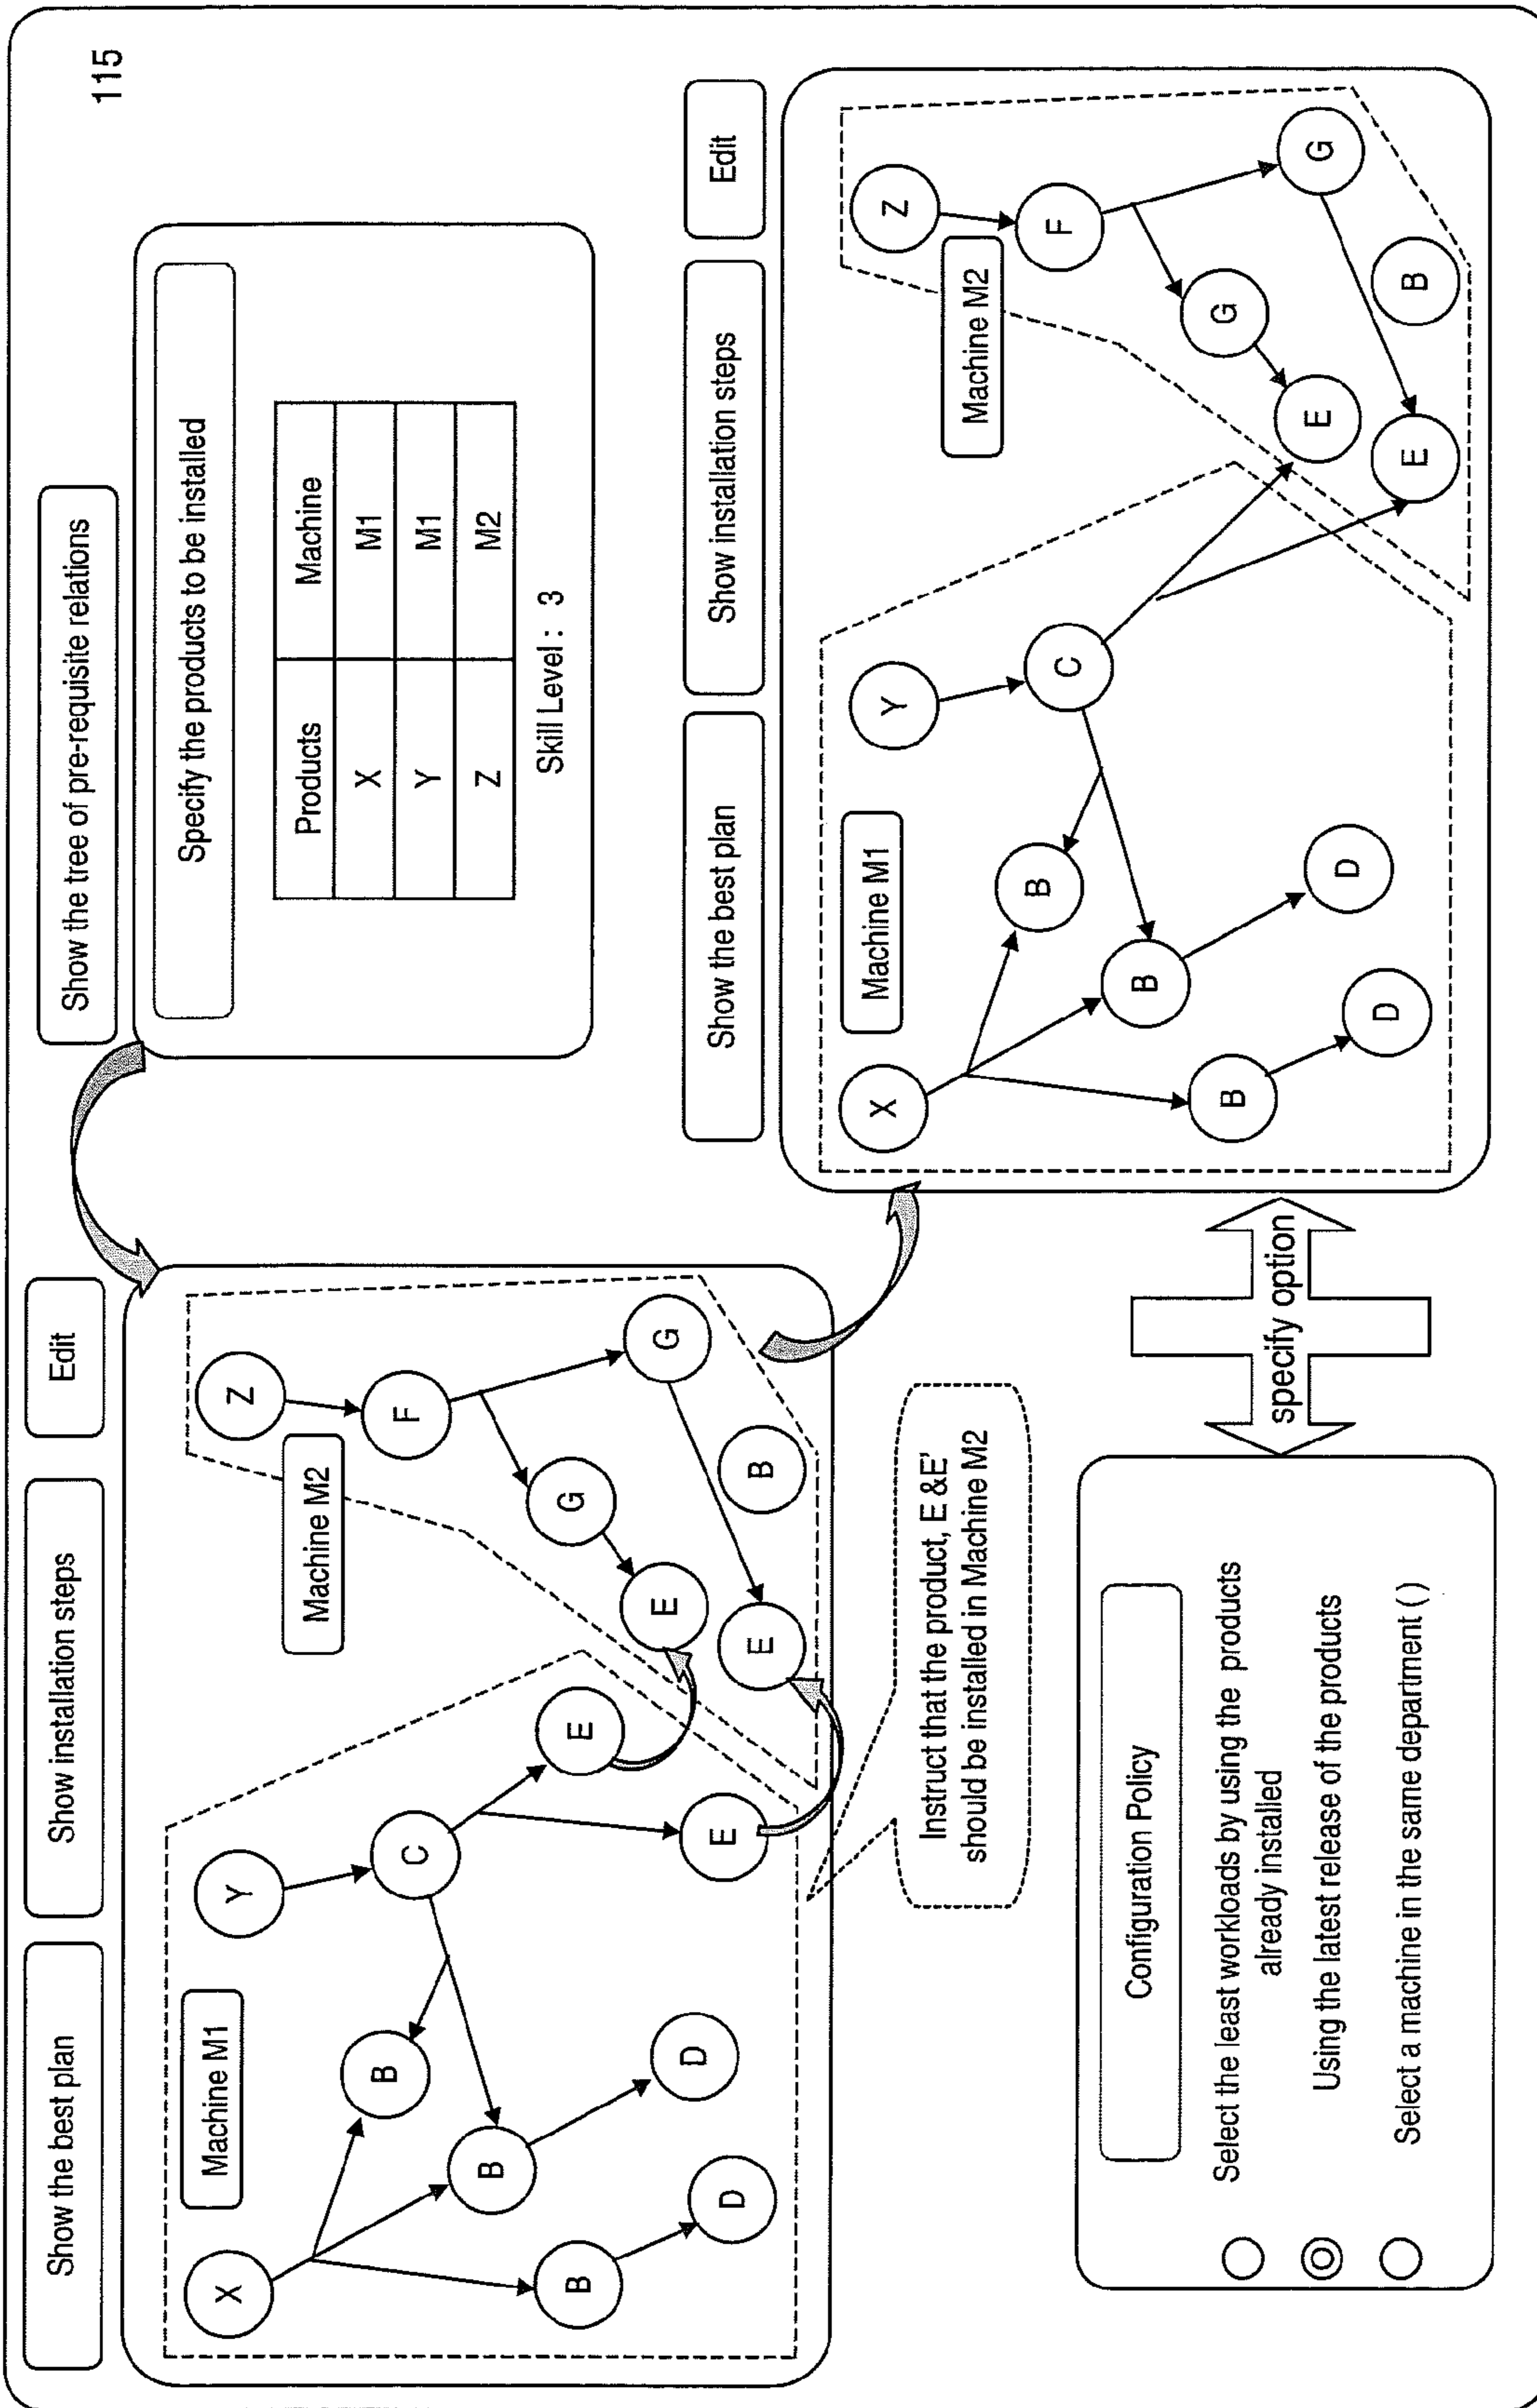 115
Show the tree of pre-requisite relations
Specify the products to be installed
Products Machine
X M1
Y M1
Z M2
Skill Level : 3
Show the best plan
Show installation steps
Edit
Machine M1
Machine M2
X
Y
Z
C
F
B
E
G
B
G
E
B
D
D
E
B
Instruct that the product, E &E'
should be installed in Machine M2
Show the best plan
Show installation steps
Edit
Machine M1
Machine M2
X
Y
Z
C
F
B
G
B
G
E
B
D
D
E
B
Configuration Policy
Select the least workloads by using the products
already installed
Using the latest release of the products
Select a machine in the same department ( )
specify option